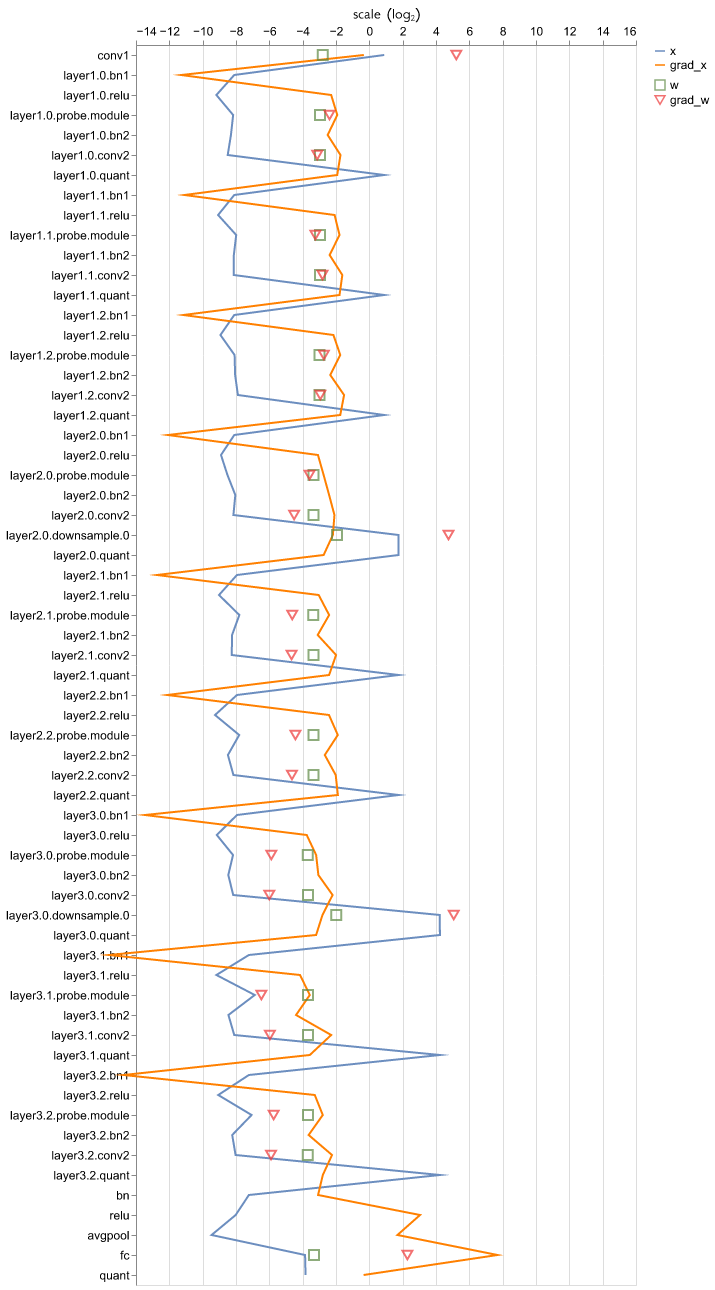 scale (log₂)
−14 −12 −10 −8 −6 −4 −2 0 2 4 6 8 10 12 14 16
x
grad_x
w
grad_w
conv1
layer1.0.bn1
layer1.0.relu
layer1.0.probe.module
layer1.0.bn2
layer1.0.conv2
layer1.0.quant
layer1.1.bn1
layer1.1.relu
layer1.1.probe.module
layer1.1.bn2
layer1.1.conv2
layer1.1.quant
layer1.2.bn1
layer1.2.relu
layer1.2.probe.module
layer1.2.bn2
layer1.2.conv2
layer1.2.quant
layer2.0.bn1
layer2.0.relu
layer2.0.probe.module
layer2.0.bn2
layer2.0.conv2
layer2.0.downsample.0
layer2.0.quant
layer2.1.bn1
layer2.1.relu
layer2.1.probe.module
layer2.1.bn2
layer2.1.conv2
layer2.1.quant
layer2.2.bn1
layer2.2.relu
layer2.2.probe.module
layer2.2.bn2
layer2.2.conv2
layer2.2.quant
layer3.0.bn1
layer3.0.relu
layer3.0.probe.module
layer3.0.bn2
layer3.0.conv2
layer3.0.downsample.0
layer3.0.quant
layer3.1.bn1
layer3.1.relu
layer3.1.probe.module
layer3.1.bn2
layer3.1.conv2
layer3.1.quant
layer3.2.bn1
layer3.2.relu
layer3.2.probe.module
layer3.2.bn2
layer3.2.conv2
layer3.2.quant
bn
relu
avgpool
fc
quant